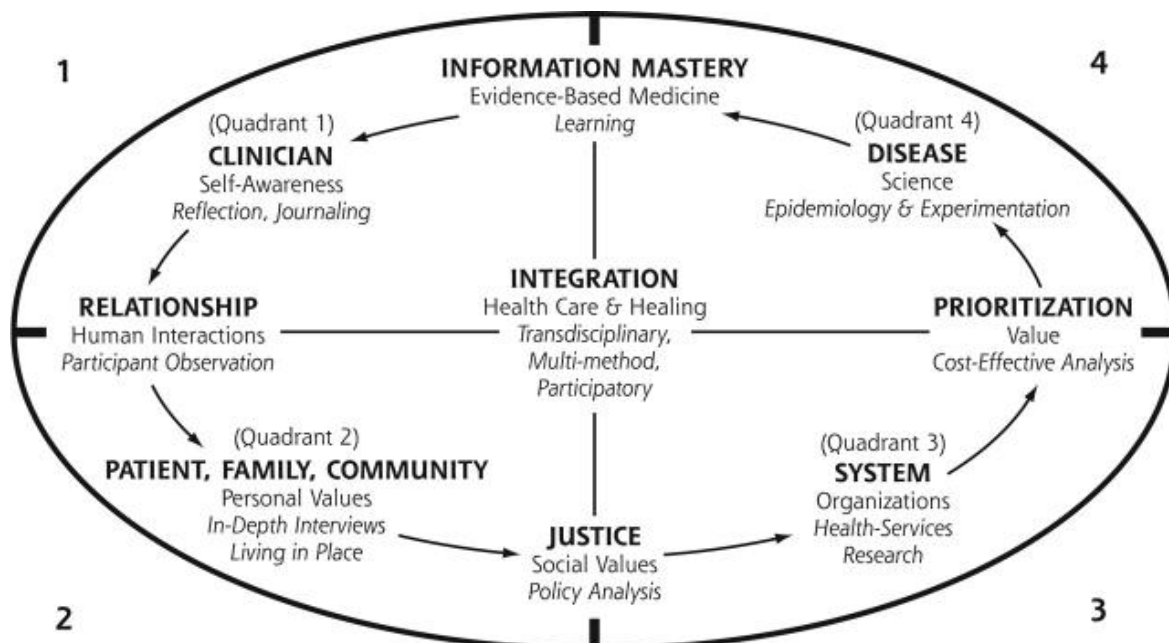 1
4
INFORMATION MASTERY
Evidence-Based Medicine
Learning
(Quadrant 1)
CLINICIAN
Self-Awareness
Reflection, Journaling
(Quadrant 4)
DISEASE
Science
Epidemiology & Experimentation
RELATIONSHIP
Human Interactions
Participant Observation
INTEGRATION
Health Care & Healing
Transdisciplinary,
Multi-method,
Participatory
PRIORITIZATION
Value
Cost-Effective Analysis
(Quadrant 2)
PATIENT, FAMILY, COMMUNITY
Personal Values
In-Depth Interviews
Living in Place
JUSTICE
Social Values
Policy Analysis
(Quadrant 3)
SYSTEM
Organizations
Health-Services
Research
2
3